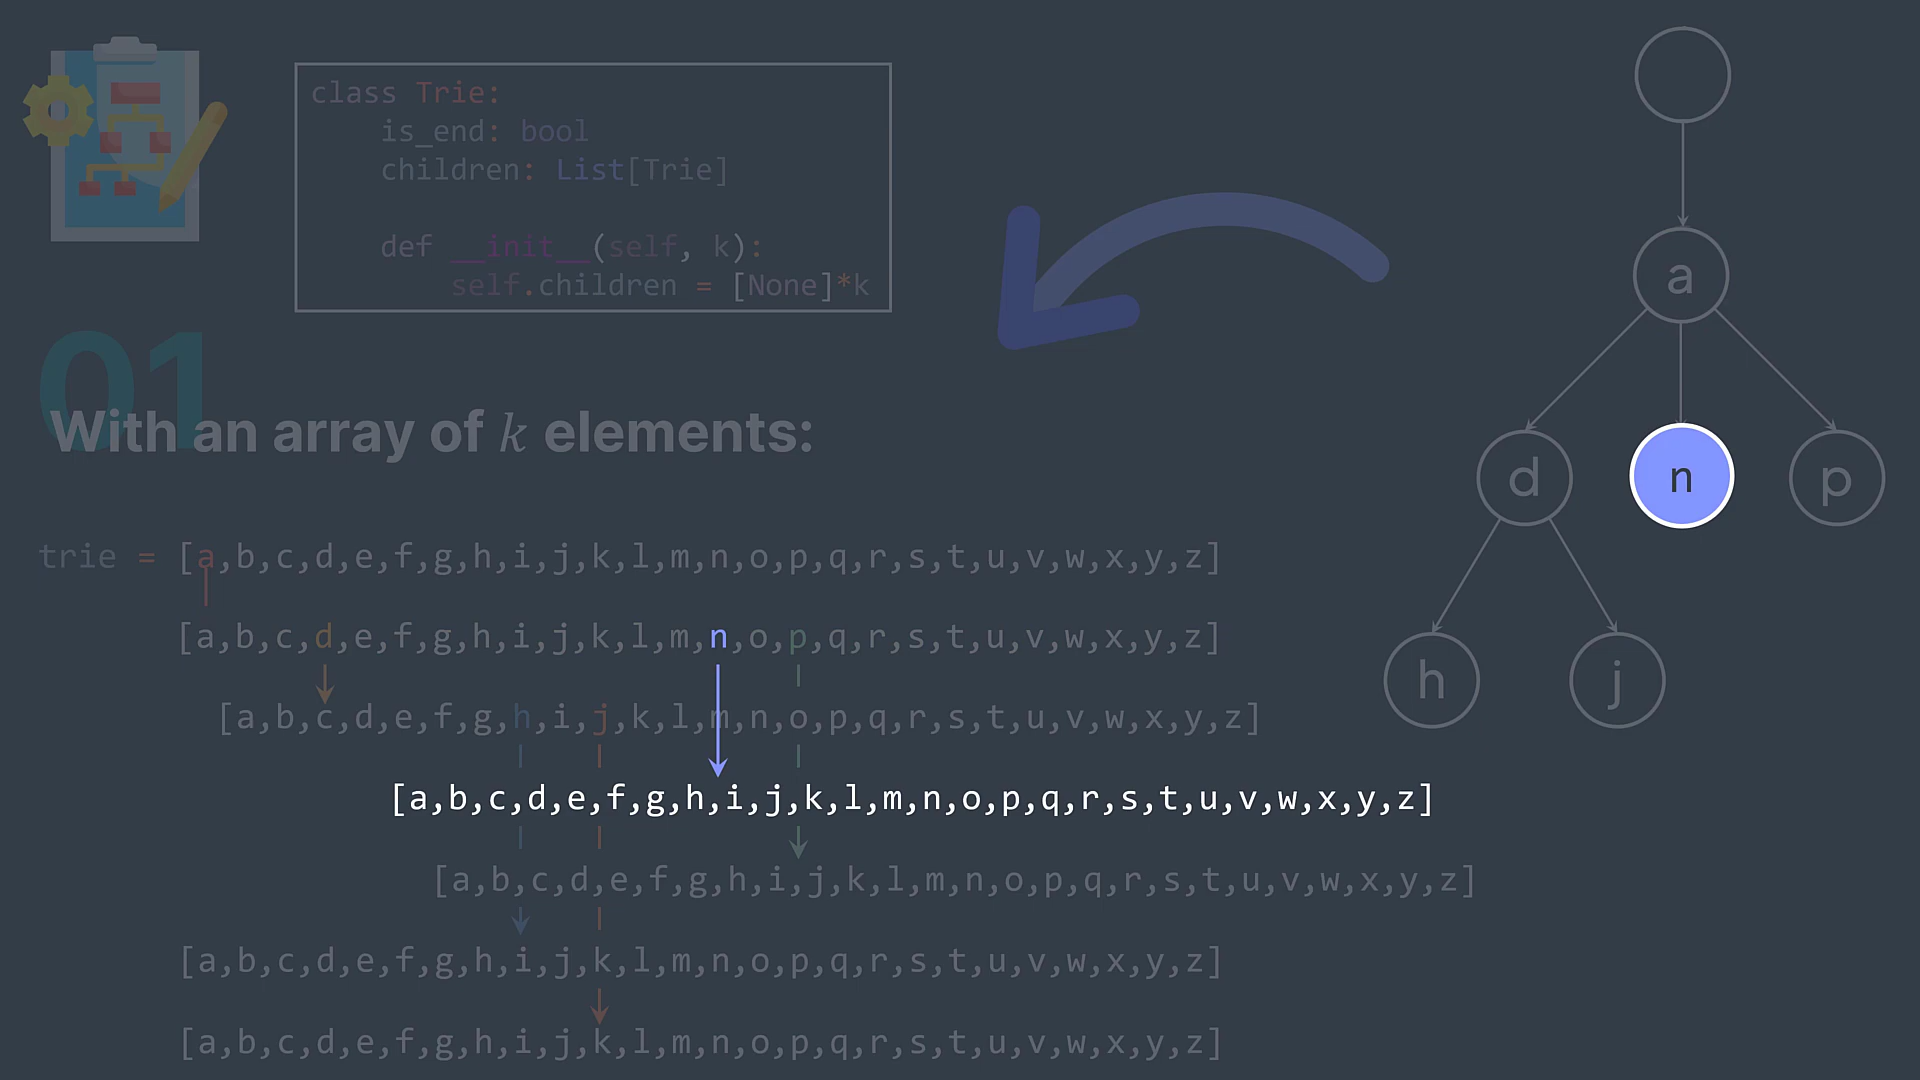 class Trie:
is_end: bool
children: List[Trie]
def __init__(self, k):
self.children = [None]*k
01
With an array of k elements:
trie = [a,b,c,d,e,f,g,h,i,j,k,l,m,n,o,p,q,r,s,t,u,v,w,x,y,z]
[a,b,c,d,e,f,g,h,i,j,k,l,m,n,o,p,q,r,s,t,u,v,w,x,y,z]
[a,b,c,d,e,f,g,h,i,j,k,l,m,n,o,p,q,r,s,t,u,v,w,x,y,z]
[a,b,c,d,e,f,g,h,i,j,k,l,m,n,o,p,q,r,s,t,u,v,w,x,y,z]
[a,b,c,d,e,f,g,h,i,j,k,l,m,n,o,p,q,r,s,t,u,v,w,x,y,z]
[a,b,c,d,e,f,g,h,i,j,k,l,m,n,o,p,q,r,s,t,u,v,w,x,y,z]
[a,b,c,d,e,f,g,h,i,j,k,l,m,n,o,p,q,r,s,t,u,v,w,x,y,z]
a
d n p
h j